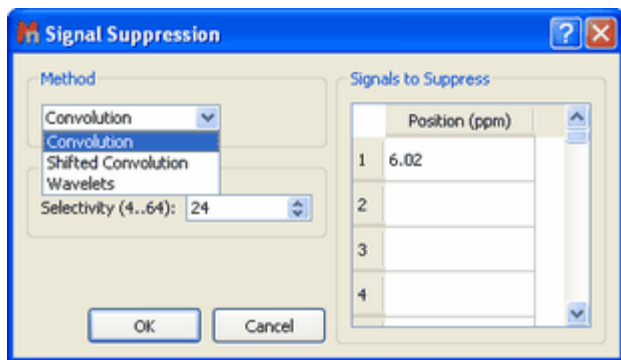 Signal Suppression
Method
Convolution
Convolution
Shifted Convolution
Wavelets
Selectivity (4..64): 24
OK Cancel
Signals to Suppress
Position (ppm)
1 6.02
2
3
4